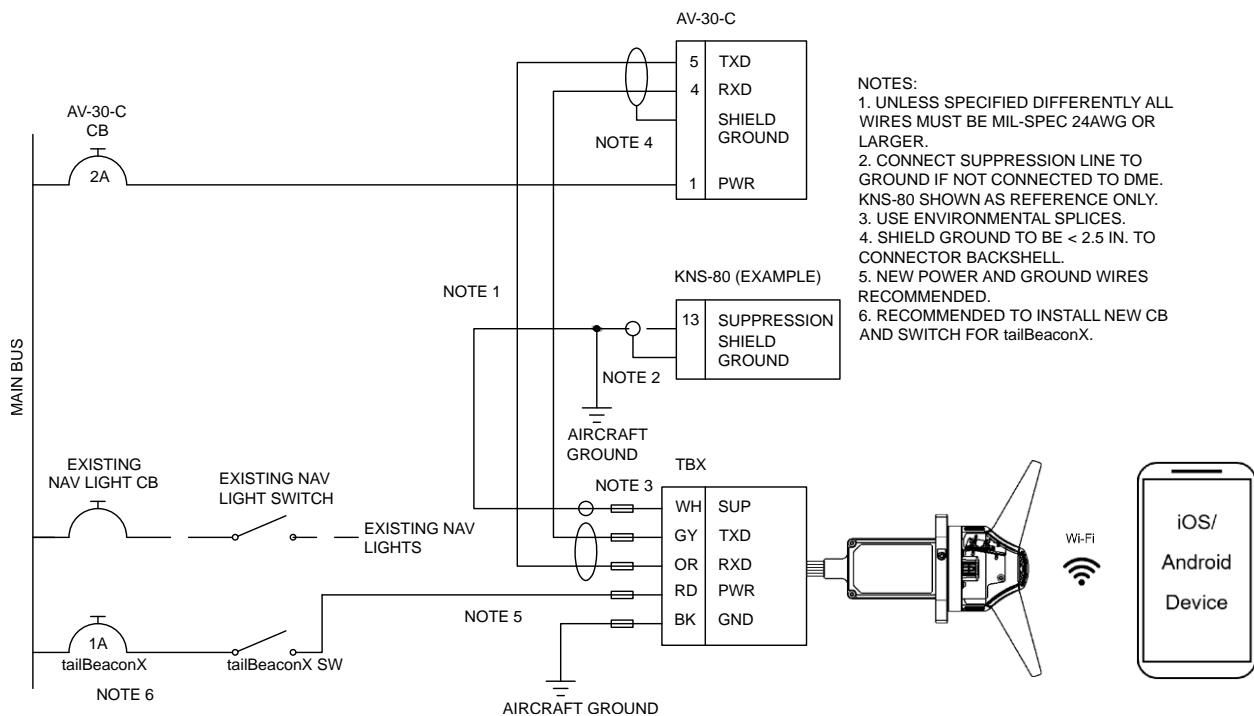 AV-30-C
5 TXD
4 RXD
SHIELD
GROUND
1 PWR
NOTE 4
AV-30-C
CB
2A
NOTES:
1. UNLESS SPECIFIED DIFFERENTLY ALL
WIRES MUST BE MIL-SPEC 24AWG OR
LARGER.
2. CONNECT SUPPRESSION LINE TO
GROUND IF NOT CONNECTED TO DME.
KNS-80 SHOWN AS REFERENCE ONLY.
3. USE ENVIRONMENTAL SPLICES.
4. SHIELD GROUND TO BE < 2.5 IN. TO
CONNECTOR BACKSHELL.
5. NEW POWER AND GROUND WIRES
RECOMMENDED.
6. RECOMMENDED TO INSTALL NEW CB
AND SWITCH FOR tailBeaconX.
NOTE 1
KNS-80 (EXAMPLE)
13 SUPPRESSION
SHIELD
GROUND
NOTE 2
AIRCRAFT
GROUND
MAIN BUS
EXISTING
NAV LIGHT CB
EXISTING NAV
LIGHT SWITCH
EXISTING NAV
LIGHTS
TBX
NOTE 3
WH SUP
GY TXD
OR RXD
RD PWR
BK GND
NOTE 5
1A
tailBeaconX
tailBeaconX SW
NOTE 6
AIRCRAFT GROUND
Wi-Fi
iOS/
Android
Device